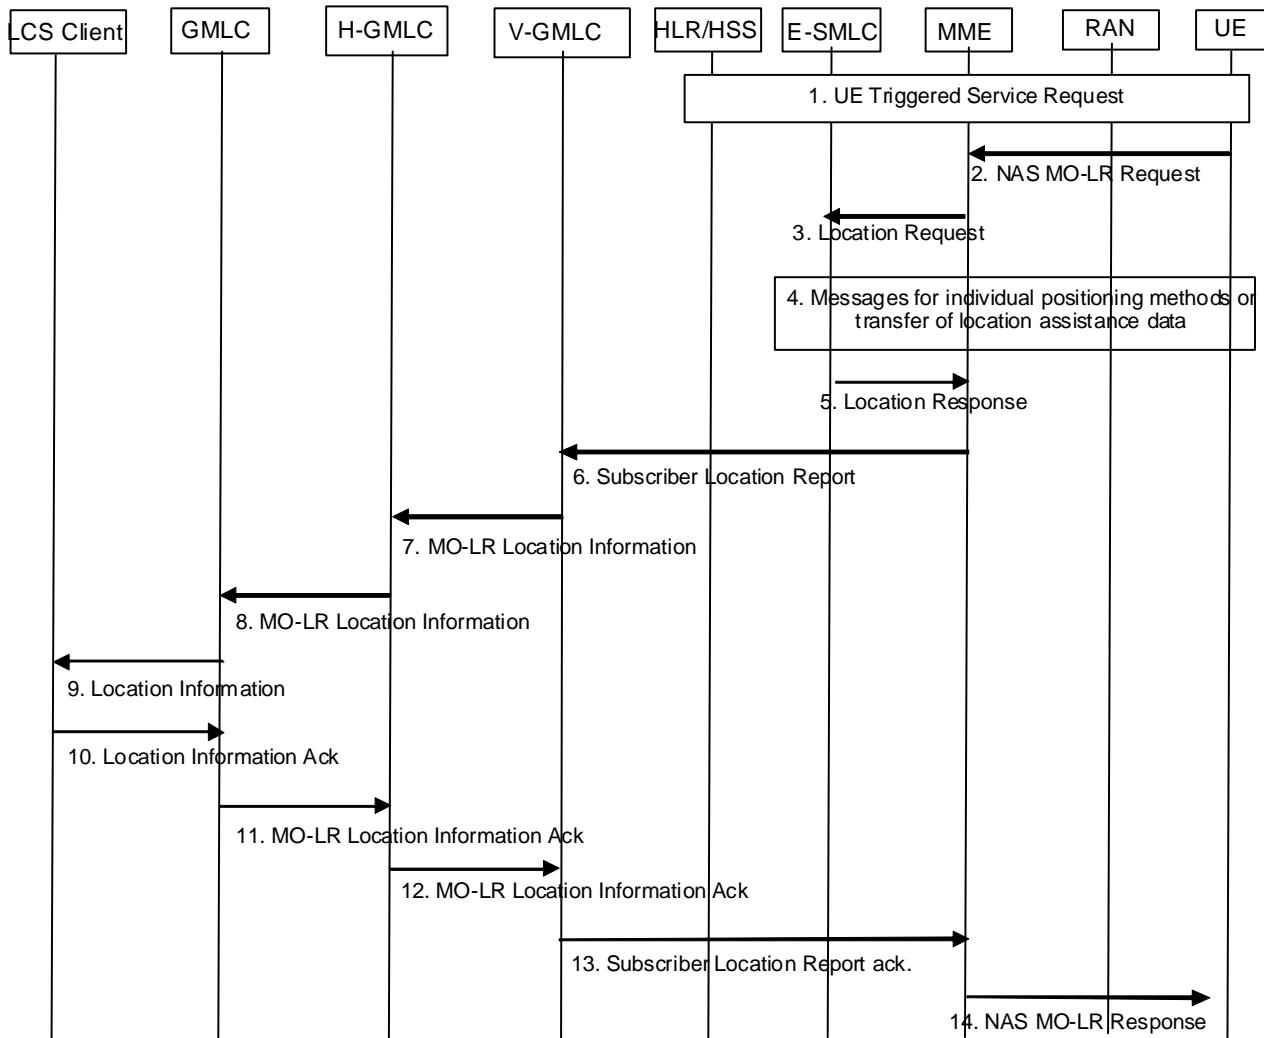 LCS Client
GMLC
H-GMLC
V-GMLC
HLR/HSS
E-SMLC
MME
RAN
UE
1. UE Triggered Service Request
2. NAS MO-LR Request
3. Location Request
4. Messages for individual positioning methods or
transfer of location assistance data
5. Location Response
6. Subscriber Location Report
7. MO-LR Location Information
8. MO-LR Location Information
9. Location Information
10. Location Information Ack
11. MO-LR Location Information Ack
12. MO-LR Location Information Ack
13. Subscriber Location Report ack.
14. NAS MO-LR Response